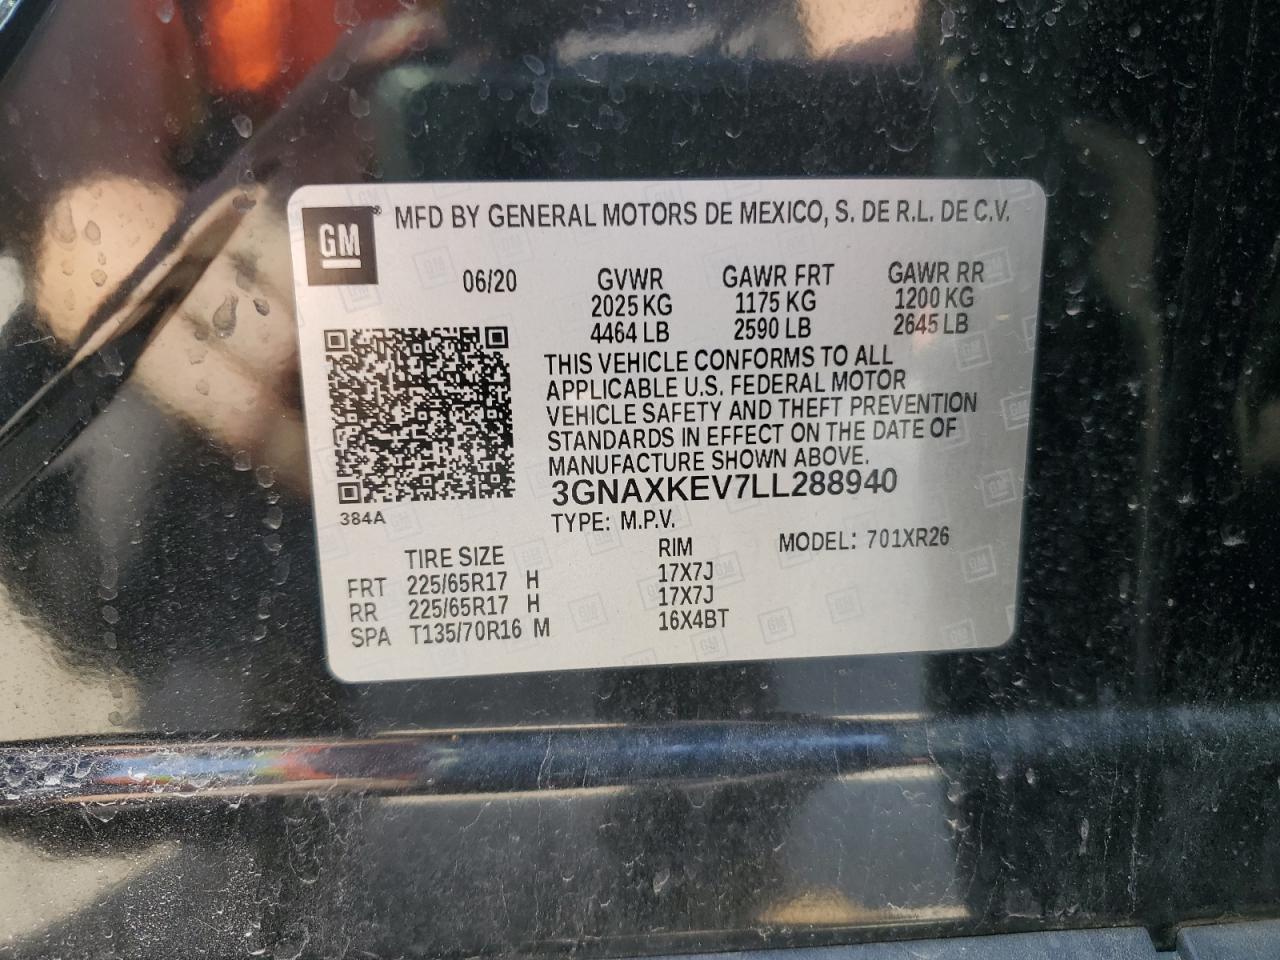 GM® MFD BY GENERAL MOTORS DE MEXICO, S. DE R.L. DE C.V.
06/20 GVWR GAWR FRT GAWR RR
2025 KG 1175 KG 1200 KG
4464 LB 2590 LB 2645 LB
THIS VEHICLE CONFORMS TO ALL
APPLICABLE U.S. FEDERAL MOTOR
VEHICLE SAFETY AND THEFT PREVENTION
STANDARDS IN EFFECT ON THE DATE OF
MANUFACTURE SHOWN ABOVE.
3GNAXKEV7LL288940
384A
TYPE: M.P.V.
TIRE SIZE RIM MODEL: 701XR26
FRT 225/65R17 H 17X7J
RR 225/65R17 H 17X7J
SPA T135/70R16 M 16X4BT